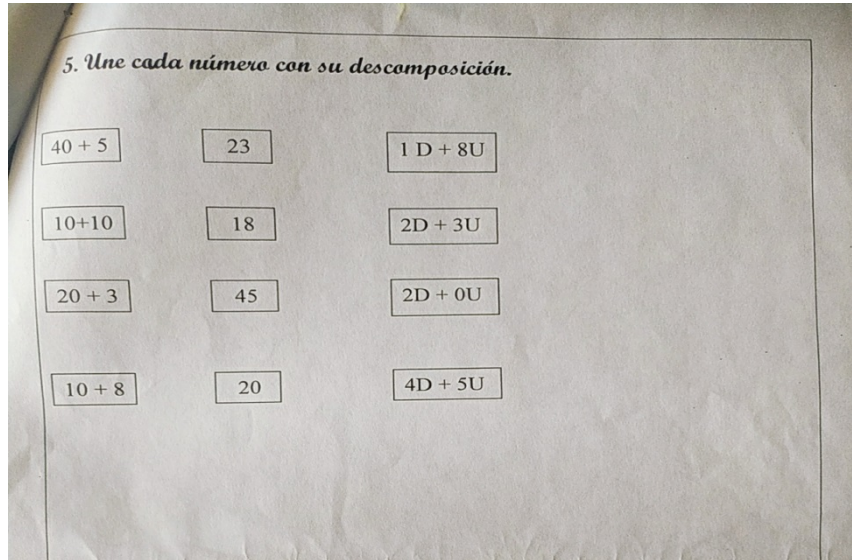 5. Une cada número con su descomposición.
40 + 5 23 1 D + 8U
10+10 18 2D + 3U
20 + 3 45 2D + 0U
10 + 8 20 4D + 5U